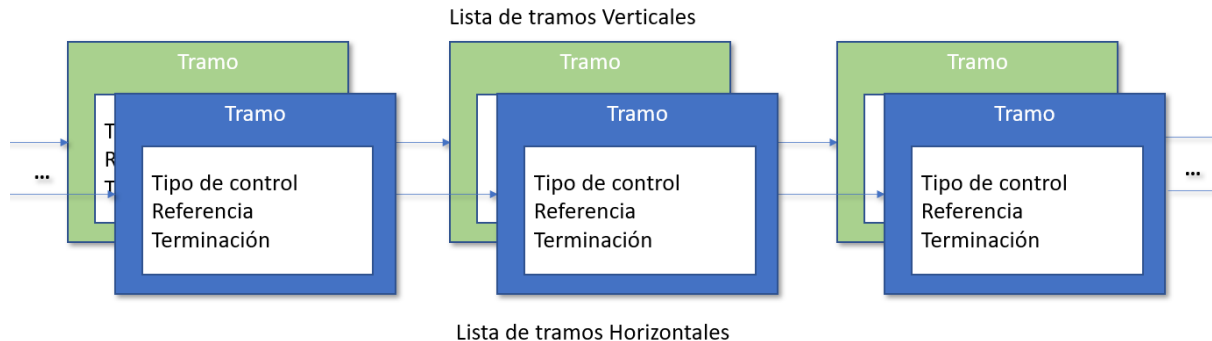 Lista de tramos Verticales
Tramo
Tramo
Tramo
Tramo
Tramo
Tramo
T
R
T
...
...
Tipo de control
Referencia
Terminación
Tipo de control
Referencia
Terminación
Tipo de control
Referencia
Terminación
Lista de tramos Horizontales